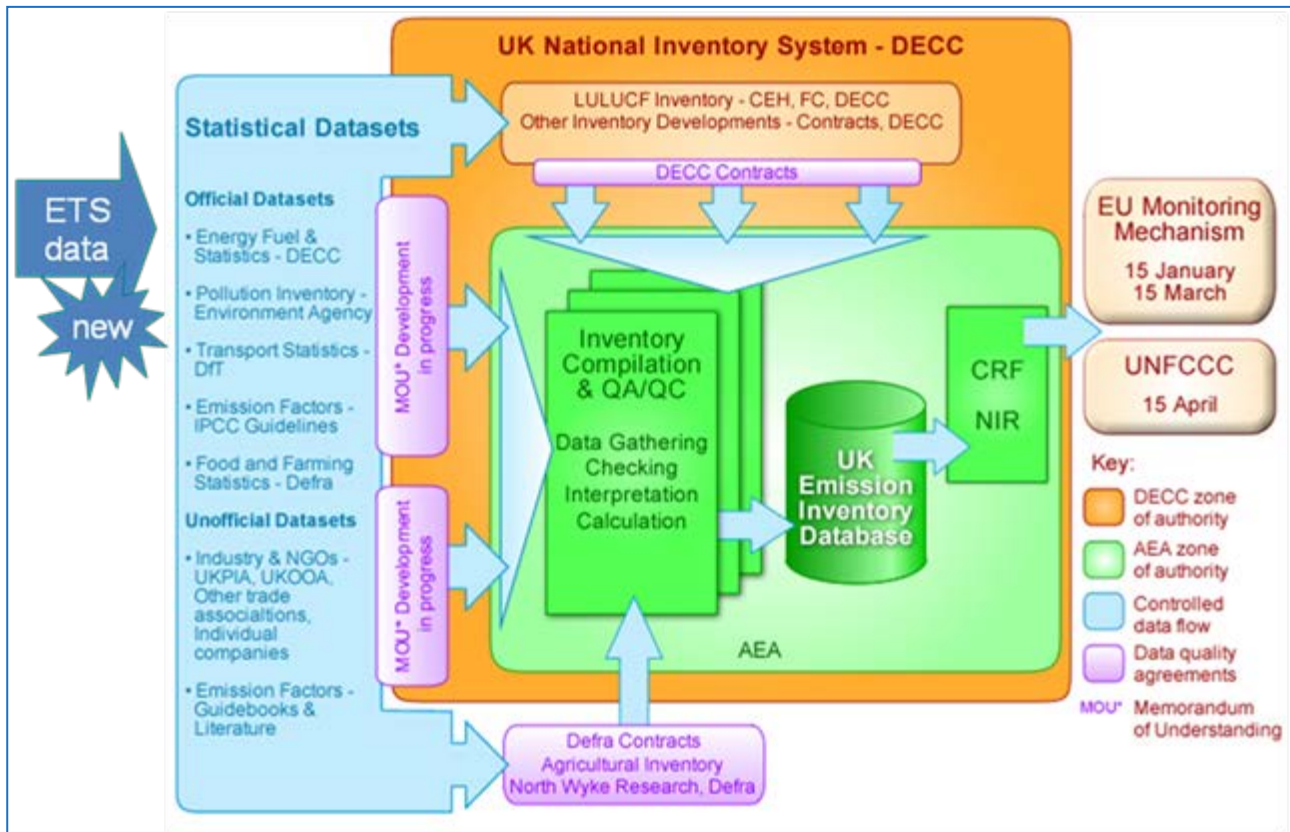 UK National Inventory System - DECC
LULUCF Inventory - CEH, FC, DECC
Other Inventory Developments - Contracts, DECC
DECC Contracts
ETS
data
new
Statistical Datasets
Official Datasets
• Energy Fuel &
Statistics - DECC
• Pollution Inventory -
Environment Agency
• Transport Statistics -
DfT
• Emission Factors -
IPCC Guidelines
• Food and Farming
Statistics - Defra
Unofficial Datasets
• Industry & NGOs -
UKPIA, UKOOA,
Other trade
associaltions,
Individual
companies
• Emission Factors -
Guidebooks &
Literature
MOU* Development
in progress
MOU* Development
in progress
Inventory
Compilation
& QA/QC
Data Gathering
Checking
Interpretation
Calculation
UK
Emission
Inventory
Database
CRF
NIR
AEA
Defra Contracts
Agricultural Inventory
North Wyke Research, Defra
EU Monitoring
Mechanism
15 January
15 March
UNFCCC
15 April
Key:
DECC zone
of authority
AEA zone
of authority
Controlled
data flow
Data quality
agreements
MOU* Memorandum
of Understanding